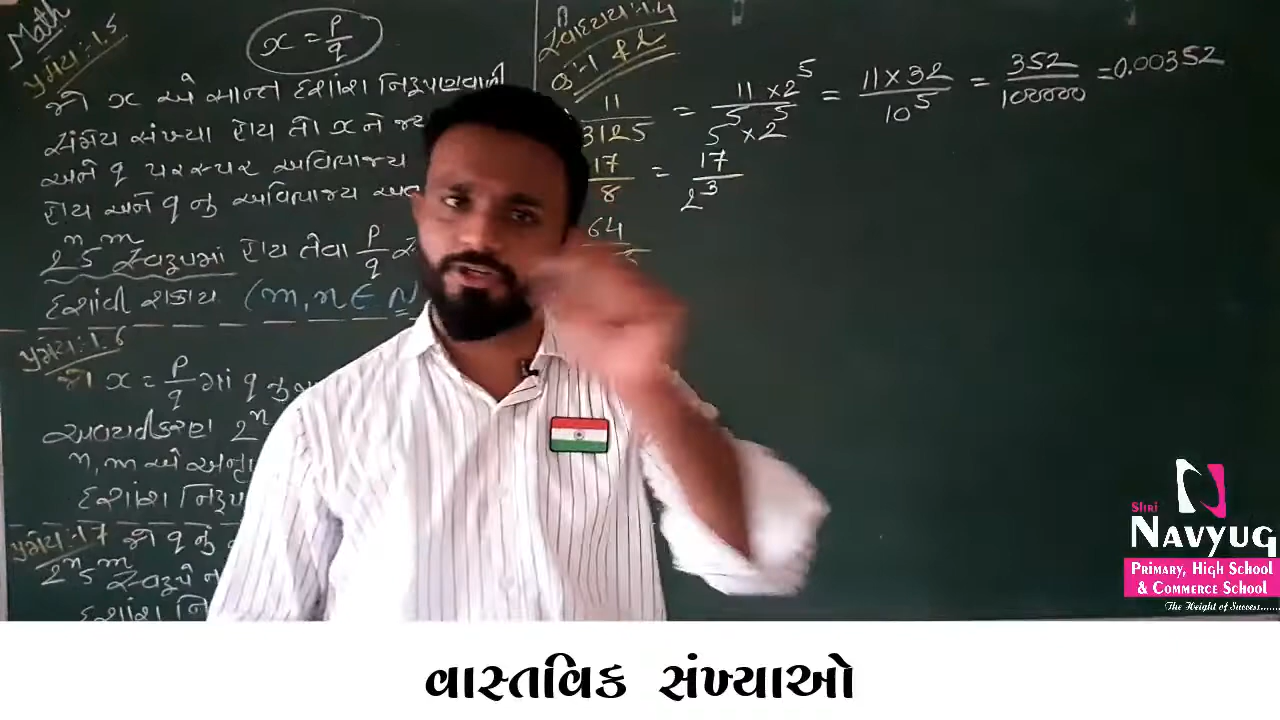 Math
પ્રમેય:-1.5
x = p/q
જો x એ સાન્ત દશાંશ નિરૂપણવાળી
સંમેય સંખ્યા હોય તો x ને
અને q પરસ્પર અવિભાજ્ય
હોય અને q નું અવિભાજ્ય અવ
2ⁿ5ᵐ સ્વરૂપમાં હોય તેવા p/q
દર્શાવી શકાય (m, n ∈ N
પ્રમેય:-1.6
જો x = p/q માં q નું
અવયવીકરણ 2ⁿ
n, m એ અનૃ
દશાંશ નિરૂપ
પ્રમેય:-1.7 જો q નું
2ⁿ5ᵐ સ્વરૂપે ન
દશાંશ નિ
સ્વાધ્યાય:-1.4
પ્ર:-1 & 2
11/3125 = 11×2⁵/5⁵×2⁵ = 11×32/10⁵ = 352/100000 = 0.00352
17/8 = 17/2³
64
5
SHRI
NAVYUG
PRIMARY, HIGH SCHOOL
& COMMERCE SCHOOL
The Height of Success.......
વાસ્તવિક સંખ્યાઓ